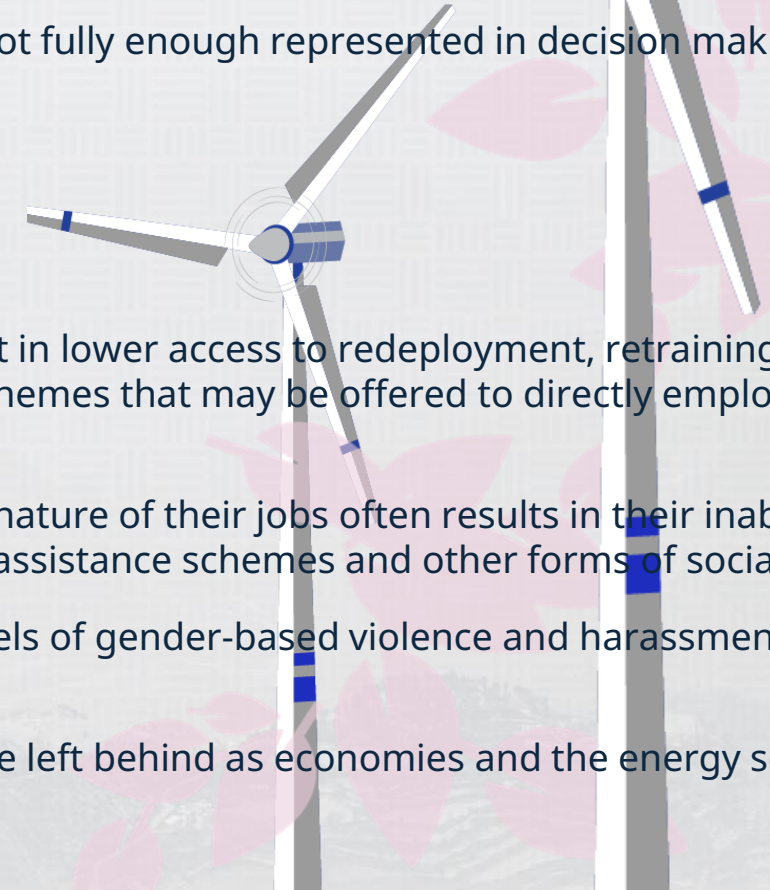 ot fully enough represented in decision mak
t in lower access to redeployment, retraining
hemes that may be offered to directly emplo
nature of their jobs often results in their inab
assistance schemes and other forms of socia
els of gender-based violence and harassmen
e left behind as economies and the energy s